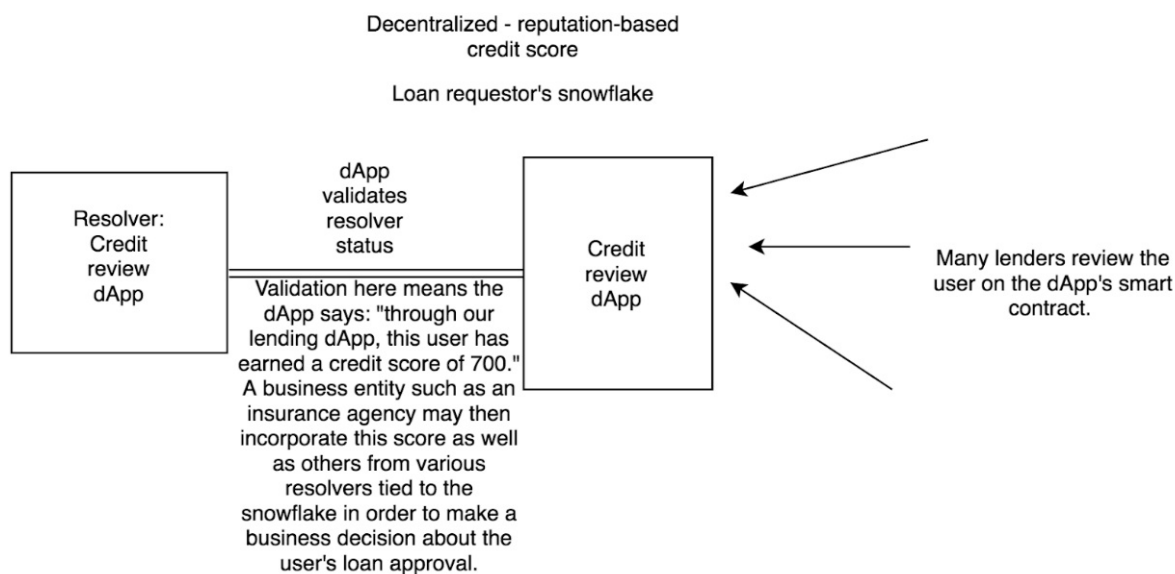 Decentralized - reputation-based
credit score
Loan requestor's snowflake
Resolver:
Credit
review
dApp
dApp
validates
resolver
status
Validation here means the
dApp says: "through our
lending dApp, this user has
earned a credit score of 700."
A business entity such as an
insurance agency may then
incorporate this score as well
as others from various
resolvers tied to the
snowflake in order to make a
business decision about the
user's loan approval.
Credit
review
dApp
Many lenders review the
user on the dApp's smart
contract.